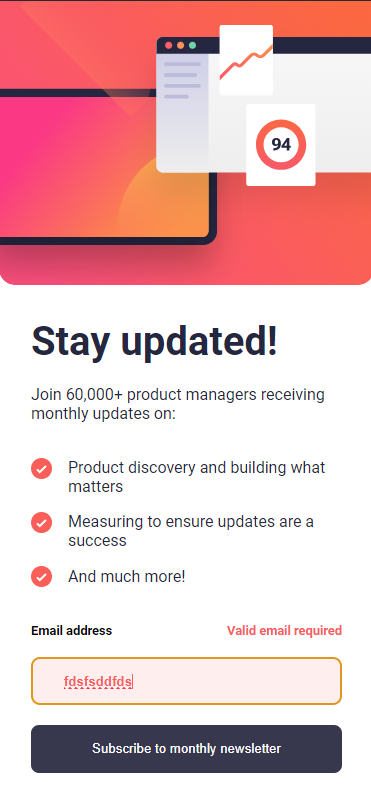 94
Stay updated!
Join 60,000+ product managers receiving
monthly updates on:
Product discovery and building what
matters
Measuring to ensure updates are a
success
And much more!
Email address
Valid email required
fdsfsddfds
Subscribe to monthly newsletter